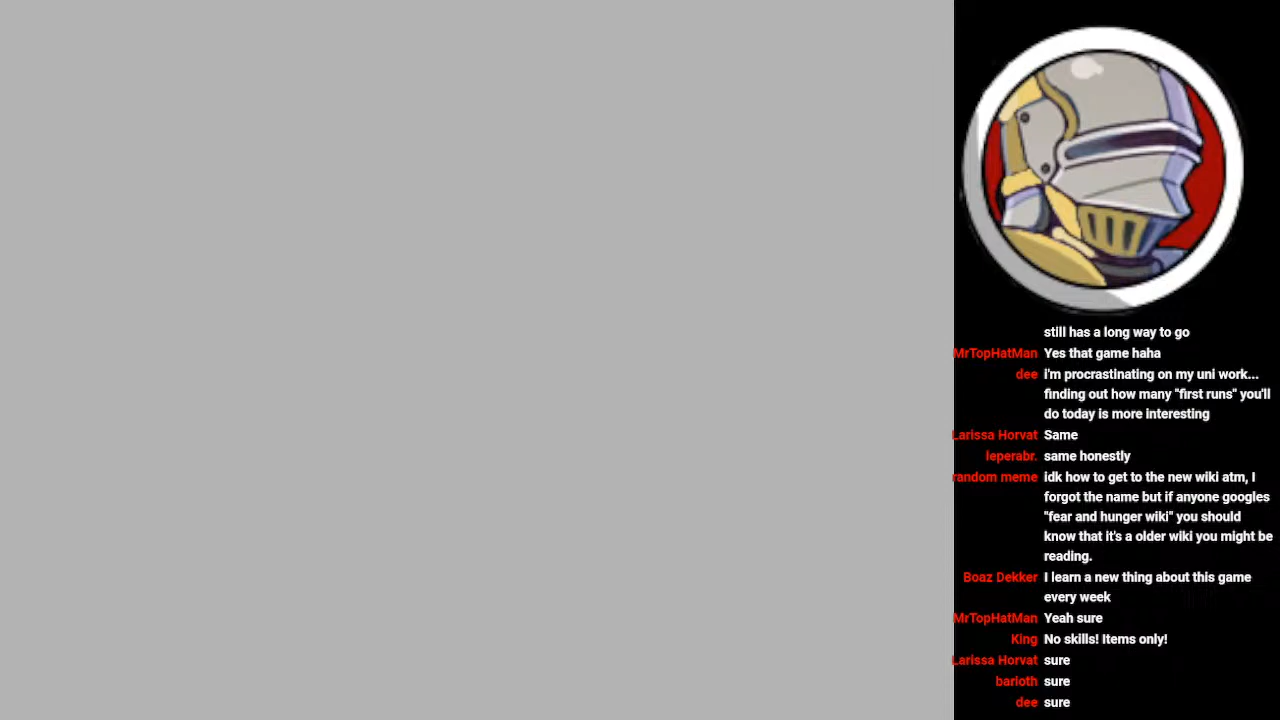 still has a long way to go
MrTopHatMan Yes that game haha
dee i'm procrastinating on my uni work...
finding out how many "first runs" you'll
do today is more interesting
Larissa Horvat Same
leperabr. same honestly
random meme idk how to get to the new wiki atm, I
forgot the name but if anyone googles
"fear and hunger wiki" you should
know that it's a older wiki you might be
reading.
Boaz Dekker I learn a new thing about this game
every week
MrTopHatMan Yeah sure
King No skills! Items only!
Larissa Horvat sure
barioth sure
dee sure